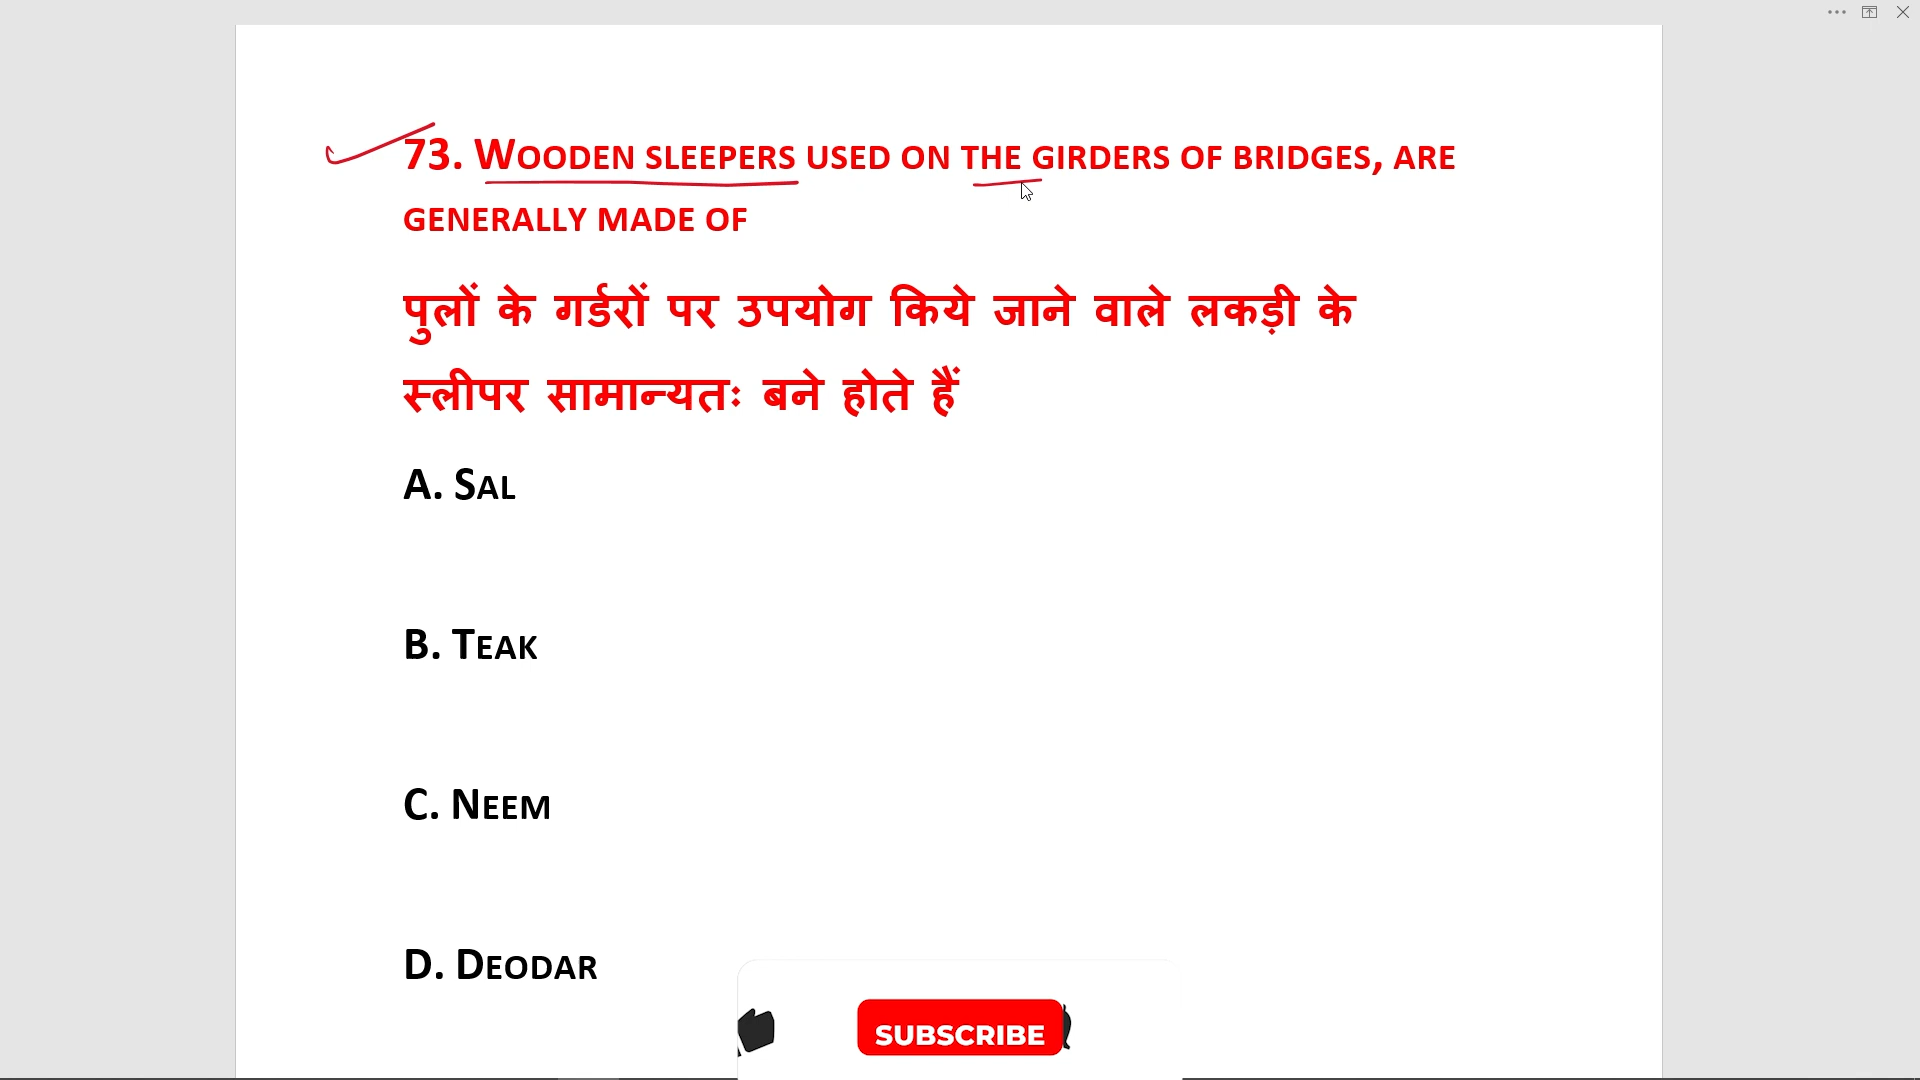 73. WOODEN SLEEPERS USED ON THE GIRDERS OF BRIDGES, ARE
GENERALLY MADE OF
पुलों के गर्डरों पर उपयोग किये जाने वाले लकड़ी के
स्लीपर सामान्यतः बने होते हैं
A. SAL
B. TEAK
C. NEEM
D. DEODAR
SUBSCRIBE